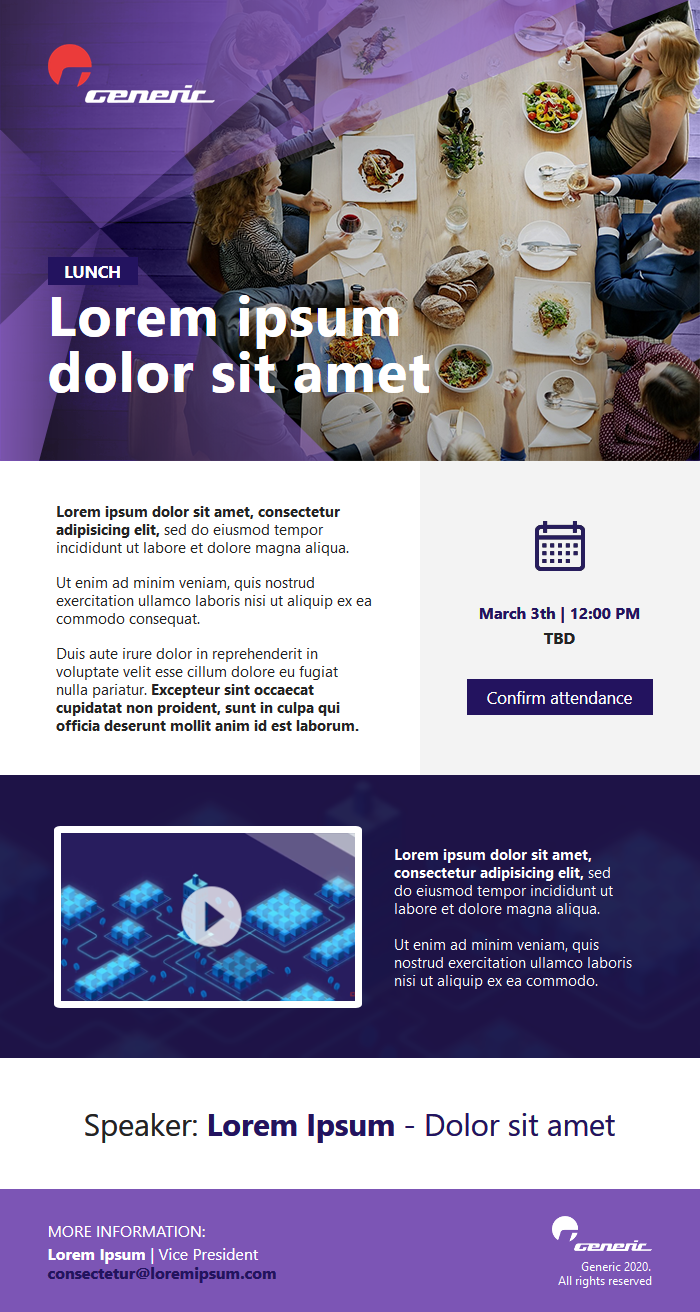 GENERIC
LUNCH
Lorem ipsum
dolor sit amet
Lorem ipsum dolor sit amet, consectetur
adipisicing elit, sed do eiusmod tempor
incididunt ut labore et dolore magna aliqua.
Ut enim ad minim veniam, quis nostrud
exercitation ullamco laboris nisi ut aliquip ex ea
commodo consequat.
Duis aute irure dolor in reprehenderit in
voluptate velit esse cillum dolore eu fugiat
nulla pariatur. Excepteur sint occaecat
cupidatat non proident, sunt in culpa qui
officia deserunt mollit anim id est laborum.
March 3th | 12:00 PM
TBD
Confirm attendance
Lorem ipsum dolor sit amet,
consectetur adipisicing elit, sed
do eiusmod tempor incididunt ut
labore et dolore magna aliqua.
Ut enim ad minim veniam, quis
nostrud exercitation ullamco laboris
nisi ut aliquip ex ea commodo.
Speaker: Lorem Ipsum - Dolor sit amet
MORE INFORMATION:
Lorem Ipsum | Vice President
consectetur@loremipsum.com
GENERIC
Generic 2020.
All rights reserved